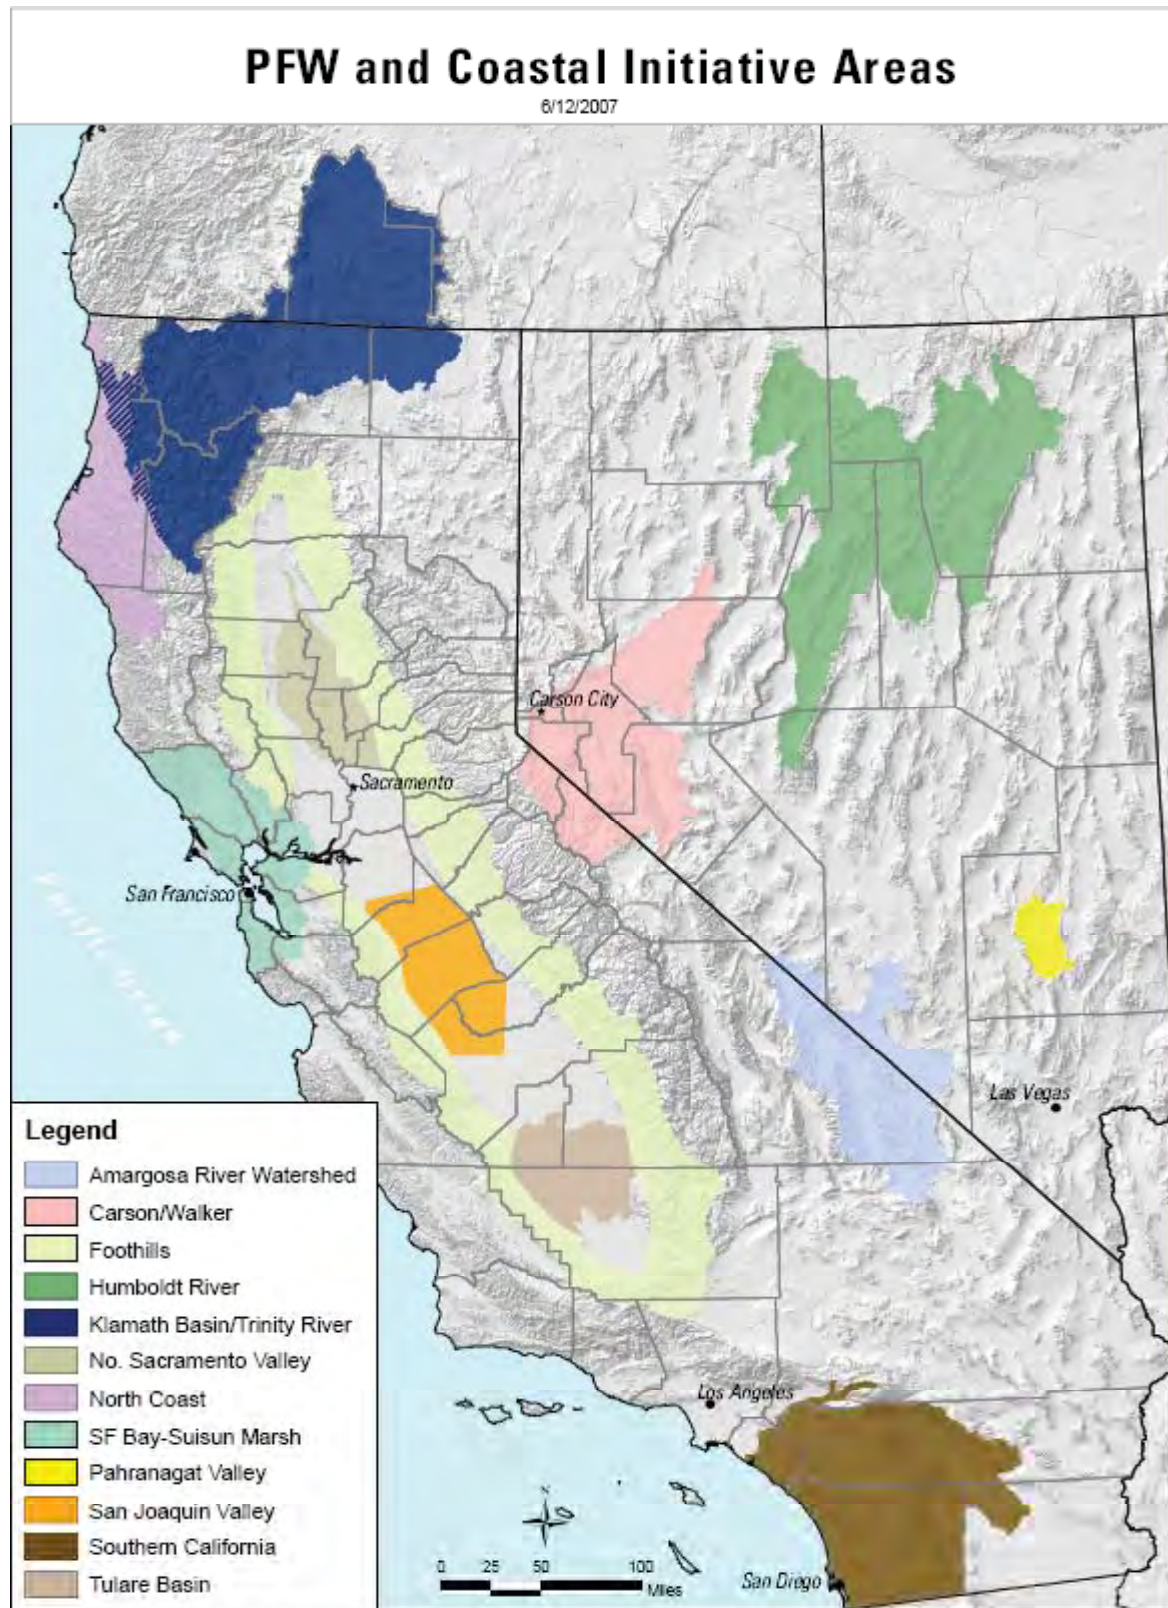 PFW and Coastal Initiative Areas
6/12/2007
Carson City
Sacramento
San Francisco
Pacific Ocean
Las Vegas
Legend
Amargosa River Watershed
Carson/Walker
Foothills
Humboldt River
Klamath Basin/Trinity River
No. Sacramento Valley
North Coast
SF Bay-Suisun Marsh
Pahranagat Valley
San Joaquin Valley
Southern California
Tulare Basin
Los Angeles
N
0 25 50 100
Miles
San Diego